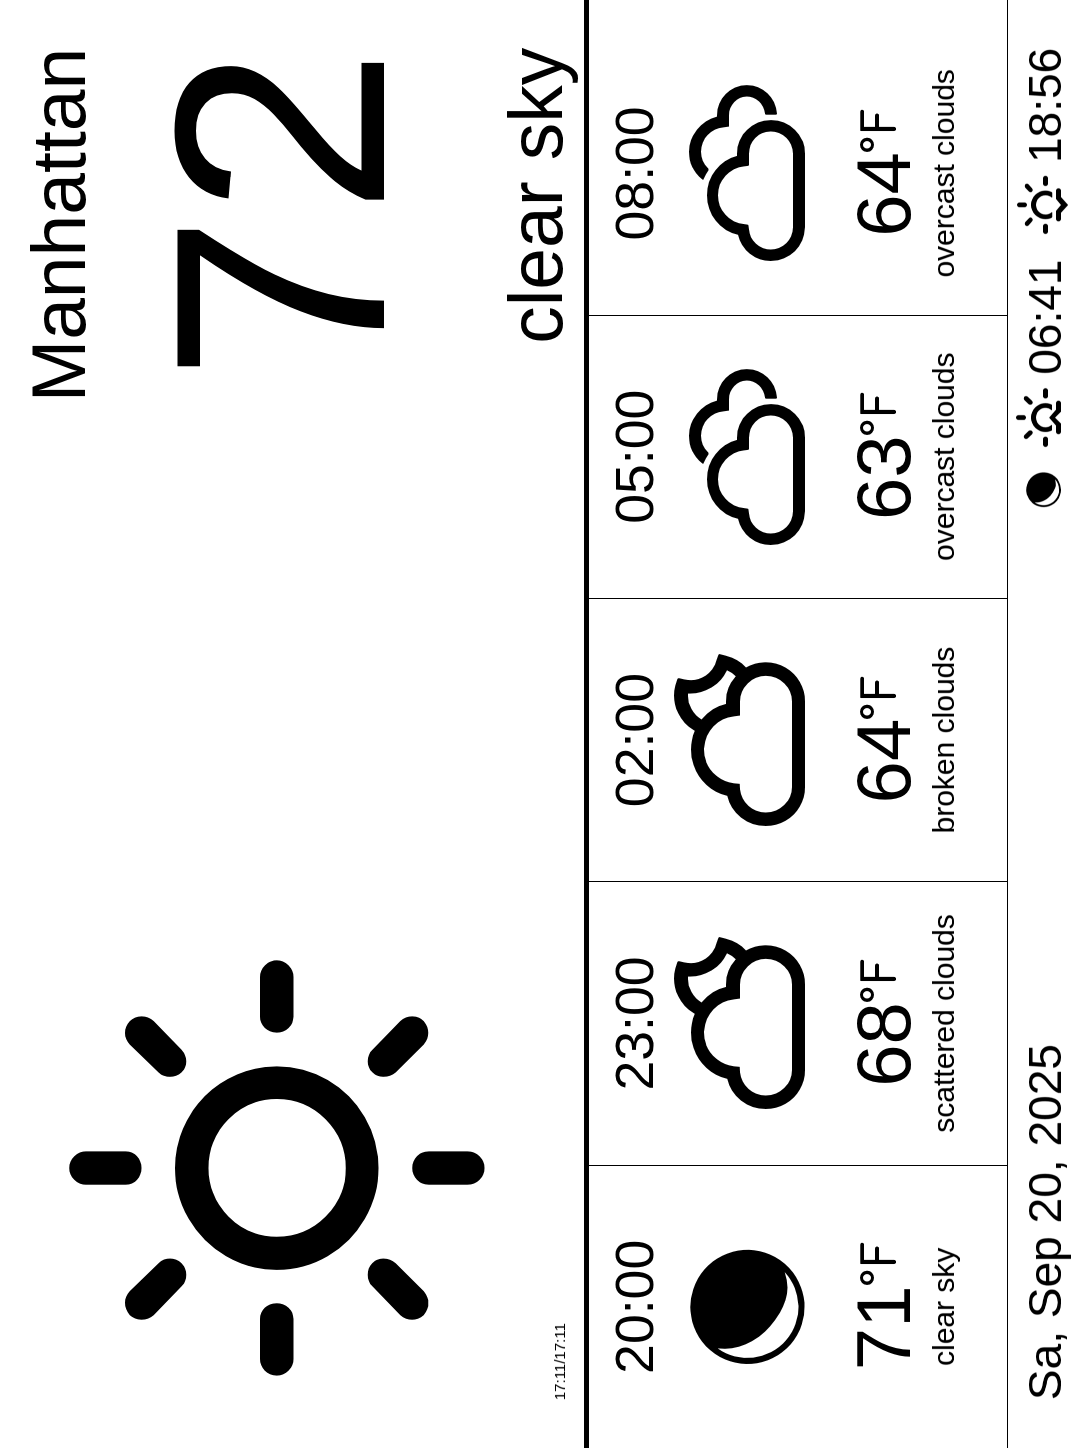 Manhattan
72
clear sky
17:11/17:11
20:00
23:00
02:00
05:00
08:00
71°F
68°F
64°F
63°F
64°F
clear sky
scattered clouds
broken clouds
overcast clouds
overcast clouds
Sa, Sep 20, 2025
06:41
18:56